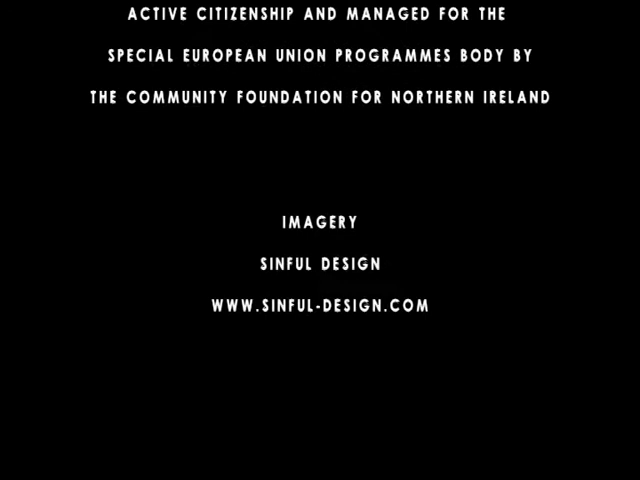 ACTIVE CITIZENSHIP AND MANAGED FOR THE
SPECIAL EUROPEAN UNION PROGRAMMES BODY BY
THE COMMUNITY FOUNDATION FOR NORTHERN IRELAND
IMAGERY
SINFUL DESIGN
WWW.SINFUL-DESIGN.COM